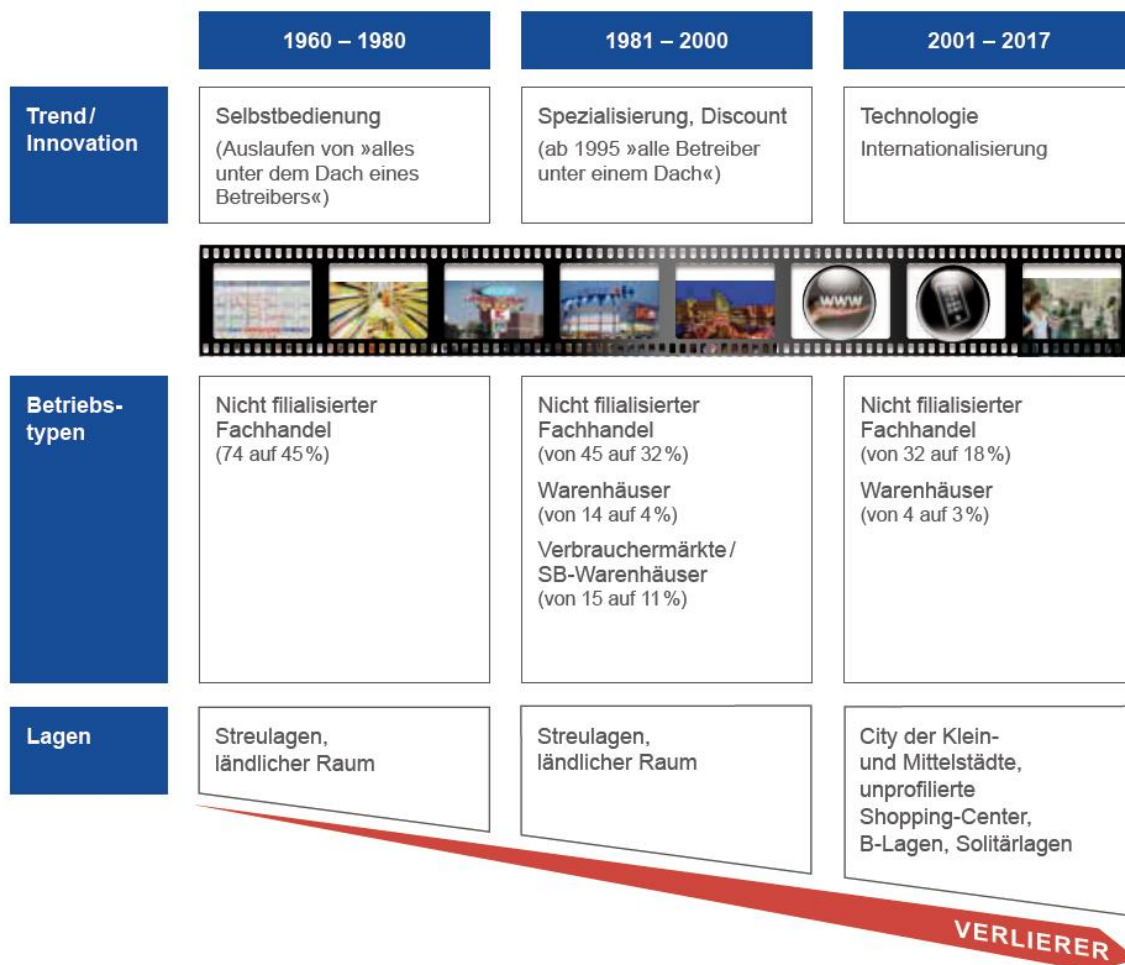 1960 – 1980
1981 – 2000
2001 – 2017
Trend/
Innovation
Selbstbedienung
(Auslaufen von »alles
unter dem Dach eines
Betreibers«)
Spezialisierung, Discount
(ab 1995 »alle Betreiber
unter einem Dach«)
Technologie
Internationalisierung
www
Betriebs-
typen
Nicht filialisierter
Fachhandel
(74 auf 45 %)
Nicht filialisierter
Fachhandel
(von 45 auf 32 %)
Warenhäuser
(von 14 auf 4 %)
Verbrauchermärkte /
SB-Warenhäuser
(von 15 auf 11 %)
Nicht filialisierter
Fachhandel
(von 32 auf 18 %)
Warenhäuser
(von 4 auf 3 %)
Lagen
Streulagen,
ländlicher Raum
Streulagen,
ländlicher Raum
City der Klein-
und Mittelstädte,
unprofilierte
Shopping-Center,
B-Lagen, Solitärlagen
VERLIERER